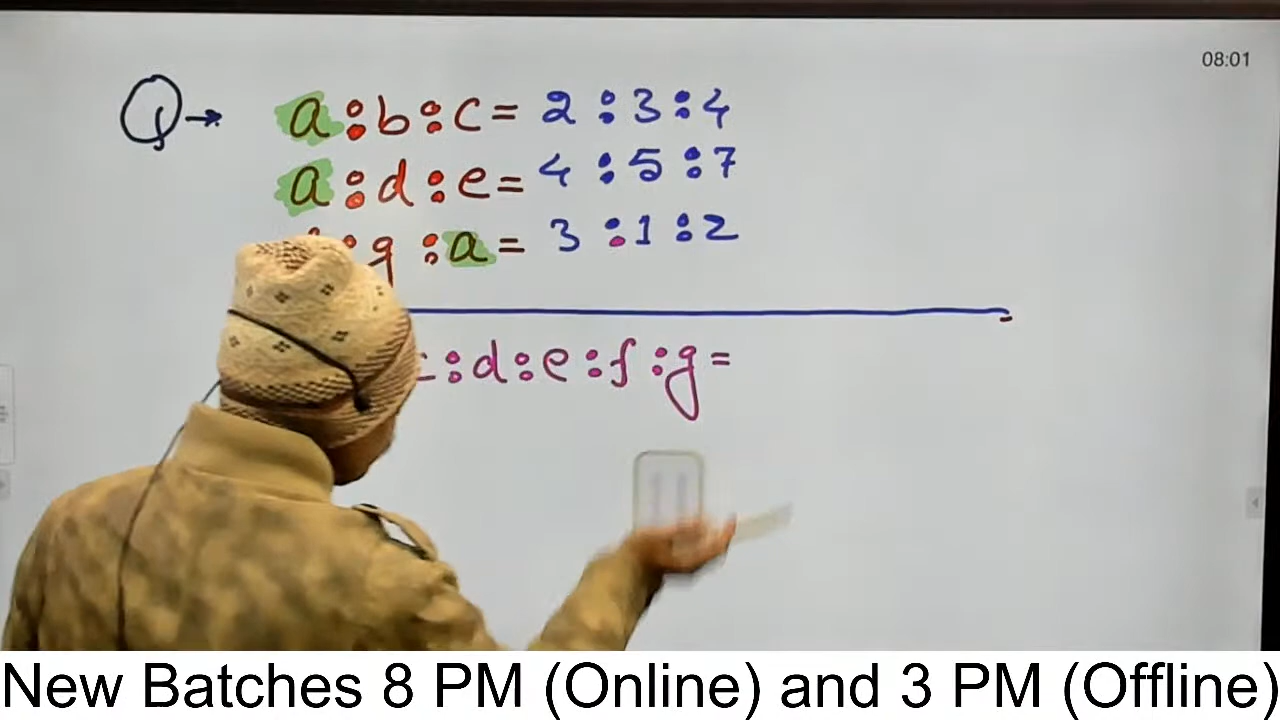 08:01
Q→ a:b:c= 2:3:4
a:d:e= 4:5:7
:g:a= 3:1:2
:d:e:f:g=
New Batches 8 PM (Online) and 3 PM (Offline)